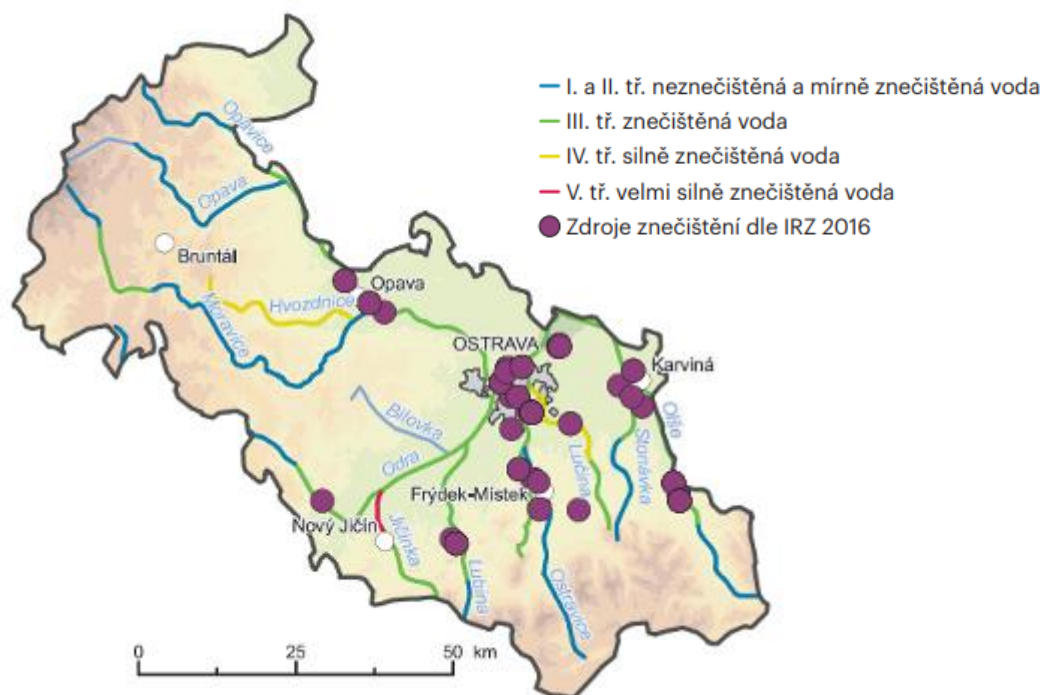 I. a II. tř. neznečištěná a mírně znečištěná voda
III. tř. znečištěná voda
IV. tř. silně znečištěná voda
V. tř. velmi silně znečištěná voda
Zdroje znečištění dle IRZ 2016
Opavice
Opava
Bruntál
Opava
Hvozdnice
Moravice
OSTRAVA
Karviná
Bílovka
Olše
Odra
Lučina
Stonávka
Frýdek-Místek
Nový Jičín
Jičínka
Lubina
Ostravice
0 25 50 km